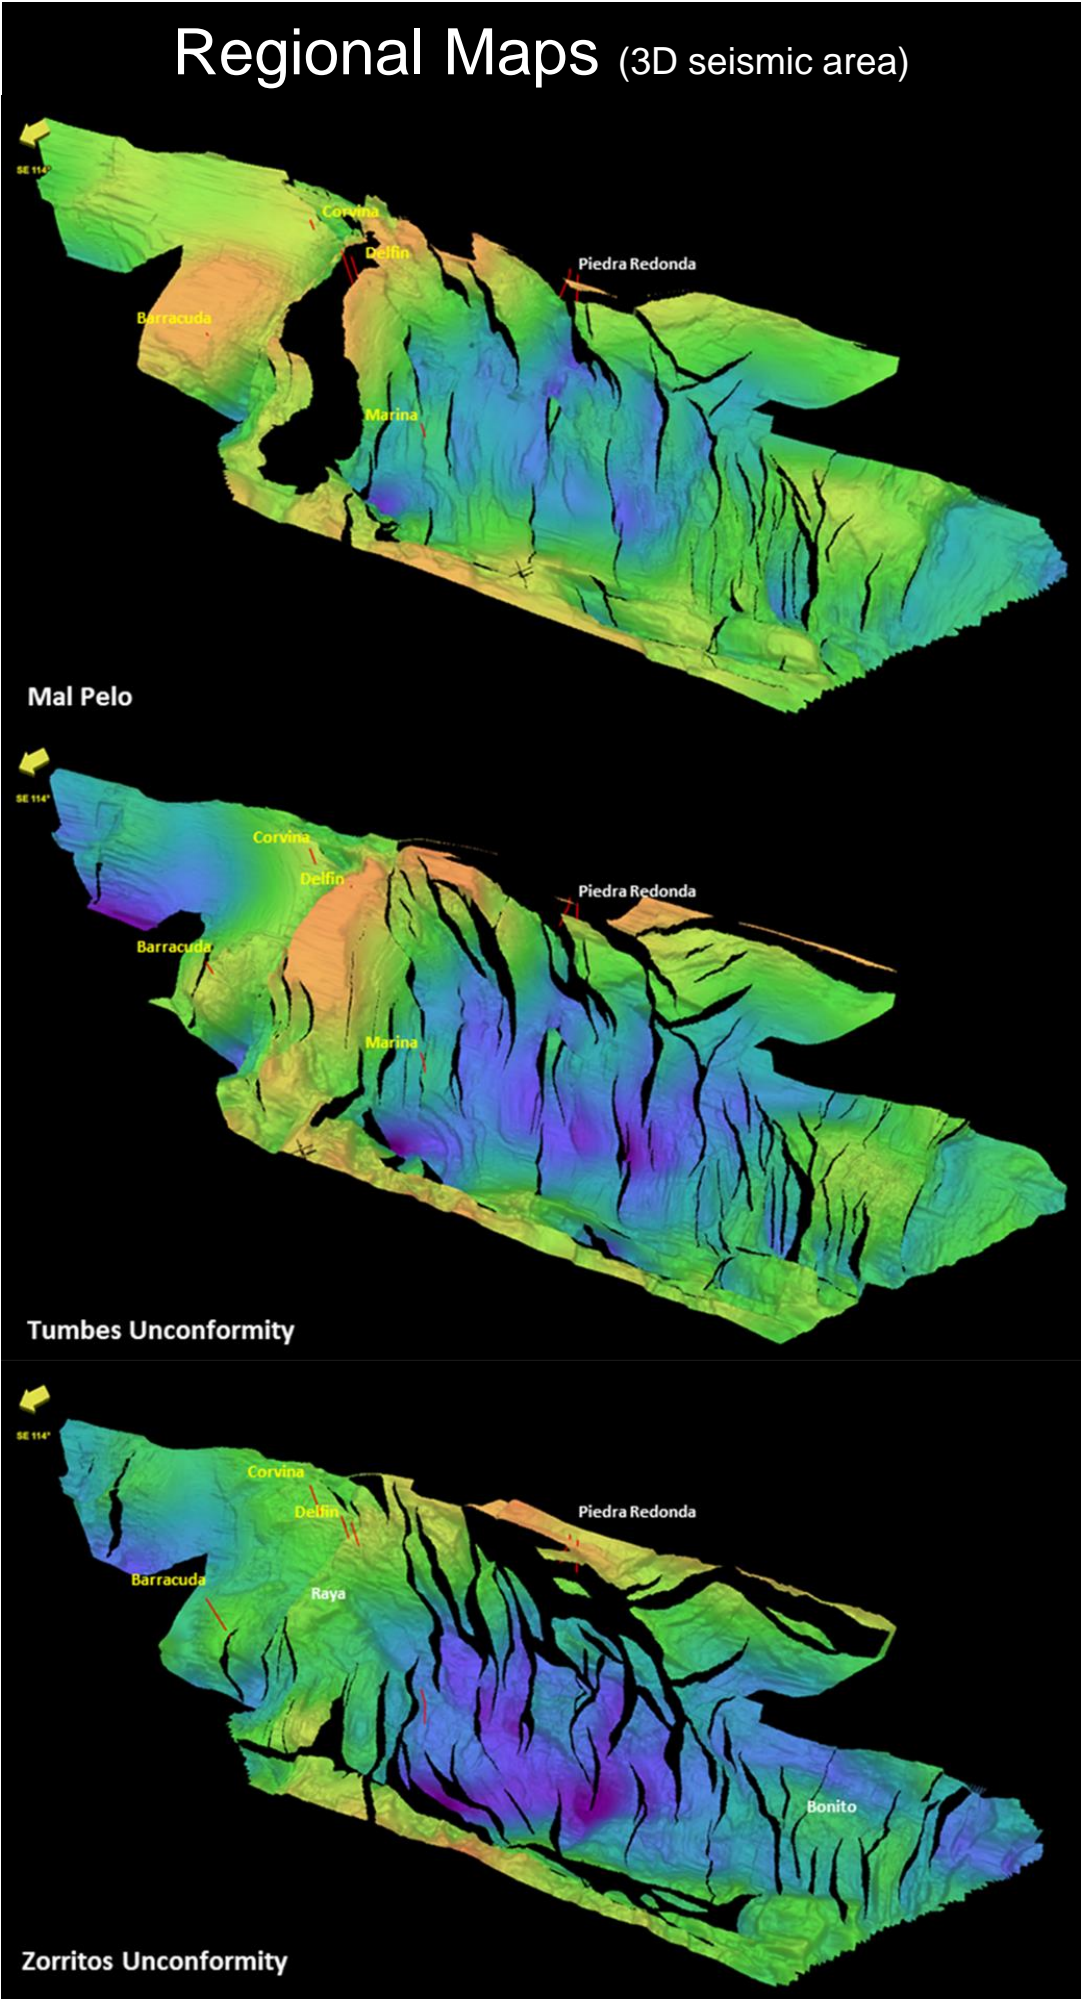 Regional Maps (3D seismic area)
SE 114°
Corvina
Delfin
Piedra Redonda
Barracuda
Marina
Mal Pelo
SE 114°
Corvina
Delfin
Piedra Redonda
Barracuda
Marina
Tumbes Unconformity
SE 114°
Corvina
Delfin
Piedra Redonda
Barracuda
Raya
Bonito
Zorritos Unconformity